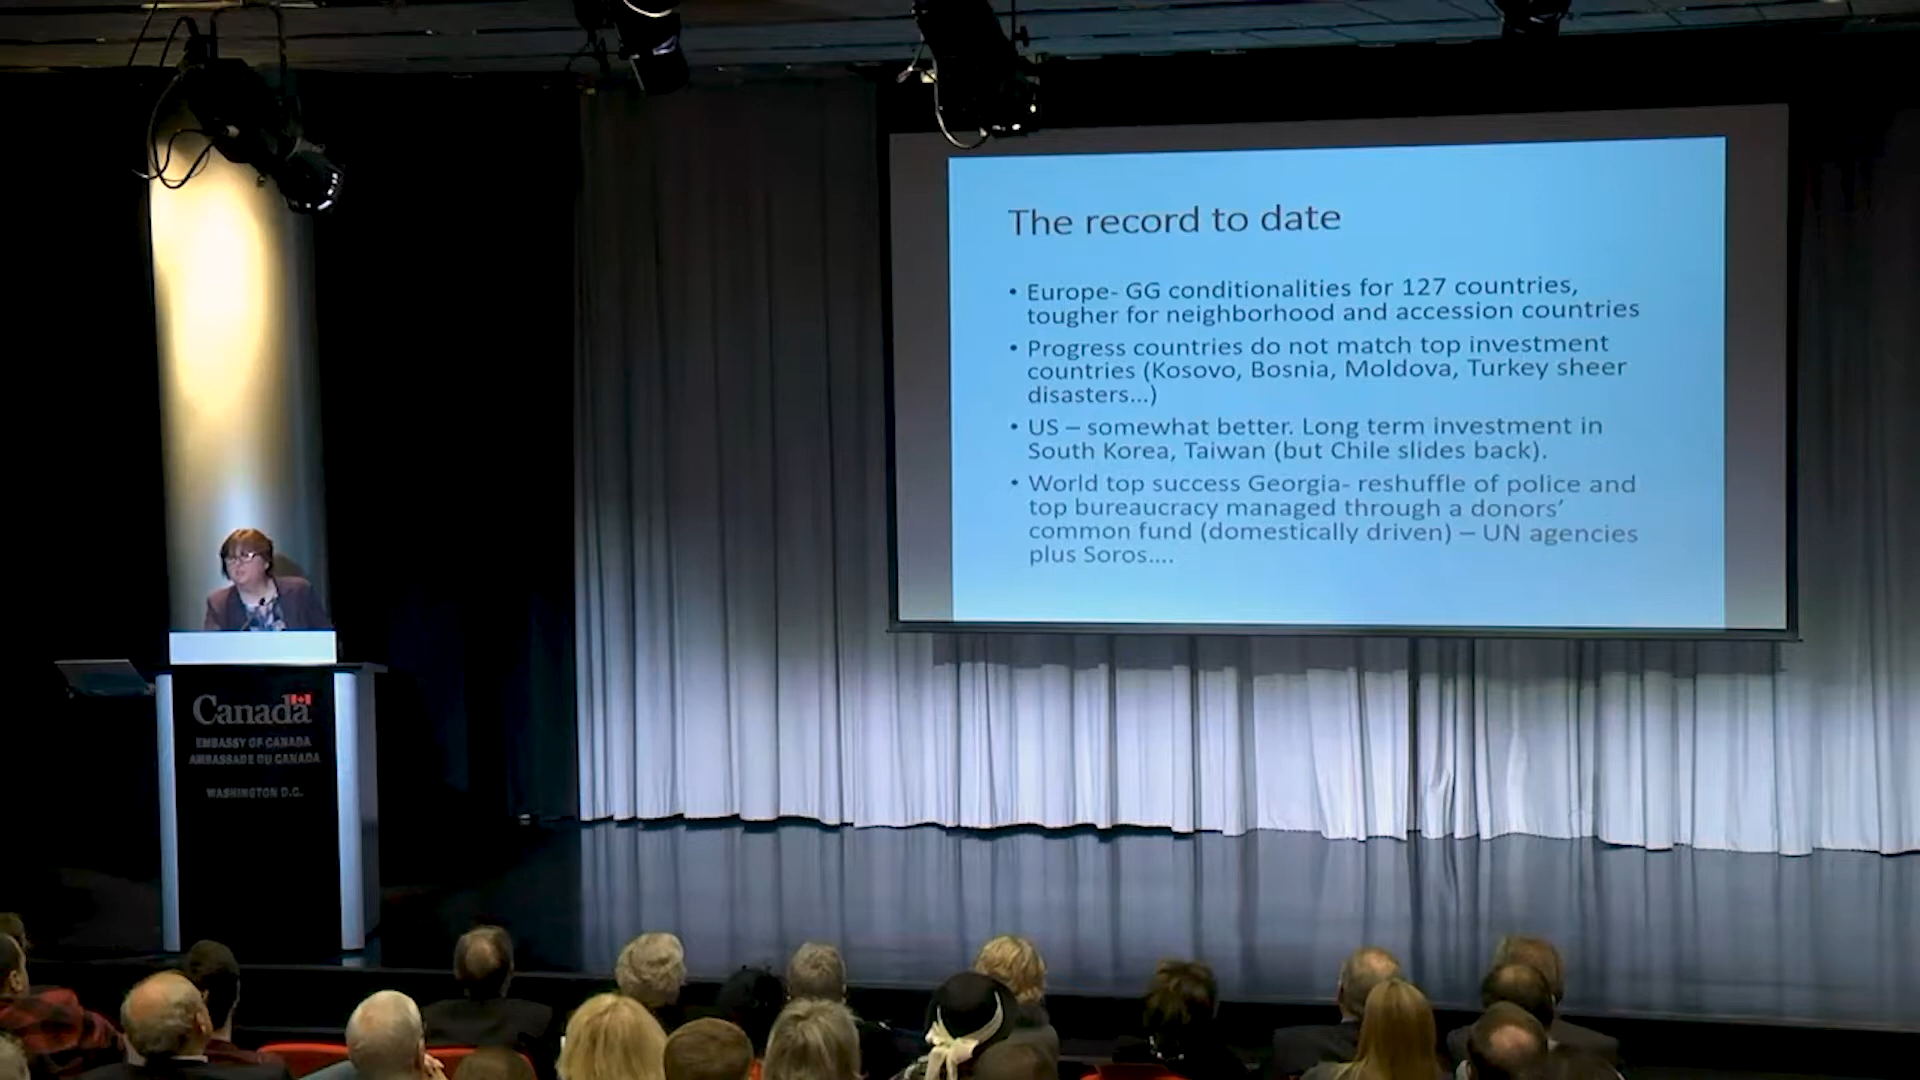 The record to date
• Europe- GG conditionalities for 127 countries,
tougher for neighborhood and accession countries
• Progress countries do not match top investment
countries (Kosovo, Bosnia, Moldova, Turkey sheer
disasters...)
• US – somewhat better. Long term investment in
South Korea, Taiwan (but Chile slides back).
• World top success Georgia- reshuffle of police and
top bureaucracy managed through a donors’
common fund (domestically driven) – UN agencies
plus Soros....
Canada
EMBASSY OF CANADA
AMBASSADE DU CANADA
WASHINGTON D.C.